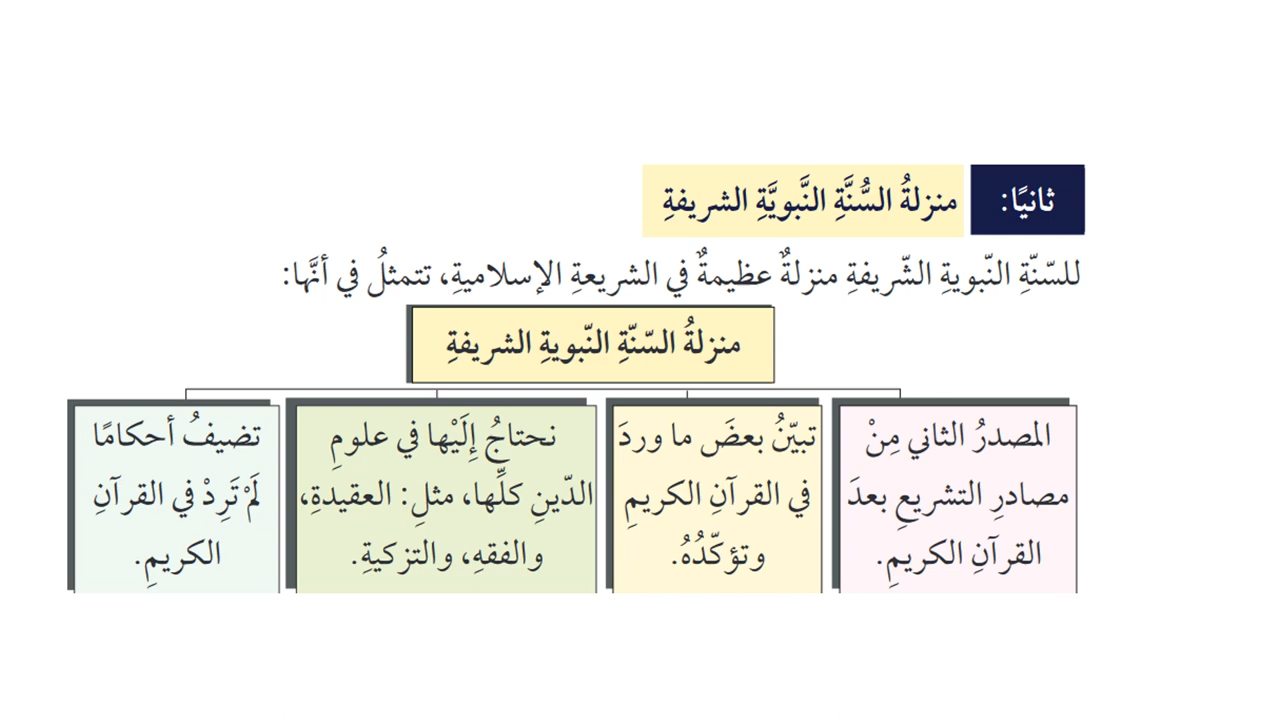 ثانيًا: منزلةُ السُّنَّةِ النَّبويَّةِ الشريفةِ
للسّنّةِ النّبويةِ الشّريفةِ منزلةٌ عظيمةٌ في الشريعةِ الإسلاميةِ، تتمثلُ في أنَّها:
منزلةُ السّنّةِ النّبويةِ الشريفةِ
المصدرُ الثاني مِنْ
مصادرِ التشريعِ بعدَ
القرآنِ الكريمِ.
تبيّنُ بعضَ ما وردَ
في القرآنِ الكريمِ
وتؤكّدُهُ.
نحتاجُ إِلَيْها في علومِ
الدّينِ كلِّها، مثلِ: العقيدةِ،
والفقهِ، والتزكيةِ.
تضيفُ أحكامًا
لَمْ تَرِدْ في القرآنِ
الكريمِ.